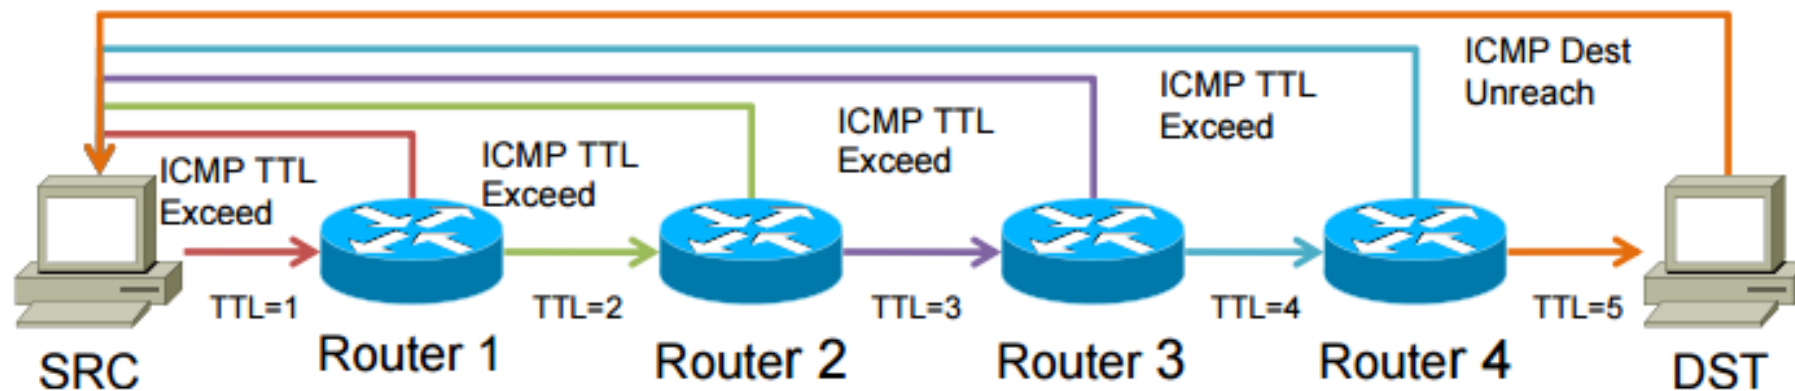 ICMP Dest
Unreach
ICMP TTL
Exceed
ICMP TTL
Exceed
ICMP TTL
Exceed
ICMP TTL
Exceed
TTL=1
TTL=2
TTL=3
TTL=4
TTL=5
SRC
Router 1
Router 2
Router 3
Router 4
DST